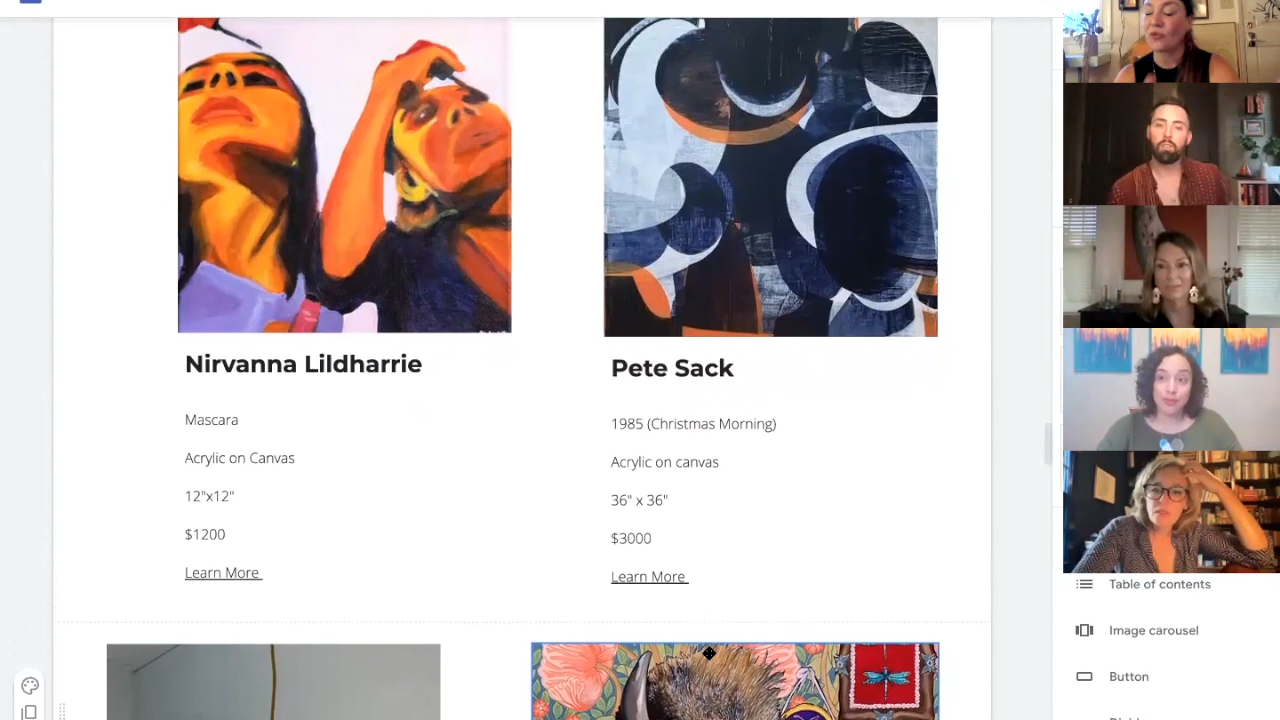 Nirvanna Lildharrie
Mascara
Acrylic on Canvas
12"x12"
$1200
Learn More
Pete Sack
1985 (Christmas Morning)
Acrylic on canvas
36" x 36"
$3000
Learn More
Table of contents
Image carousel
Button